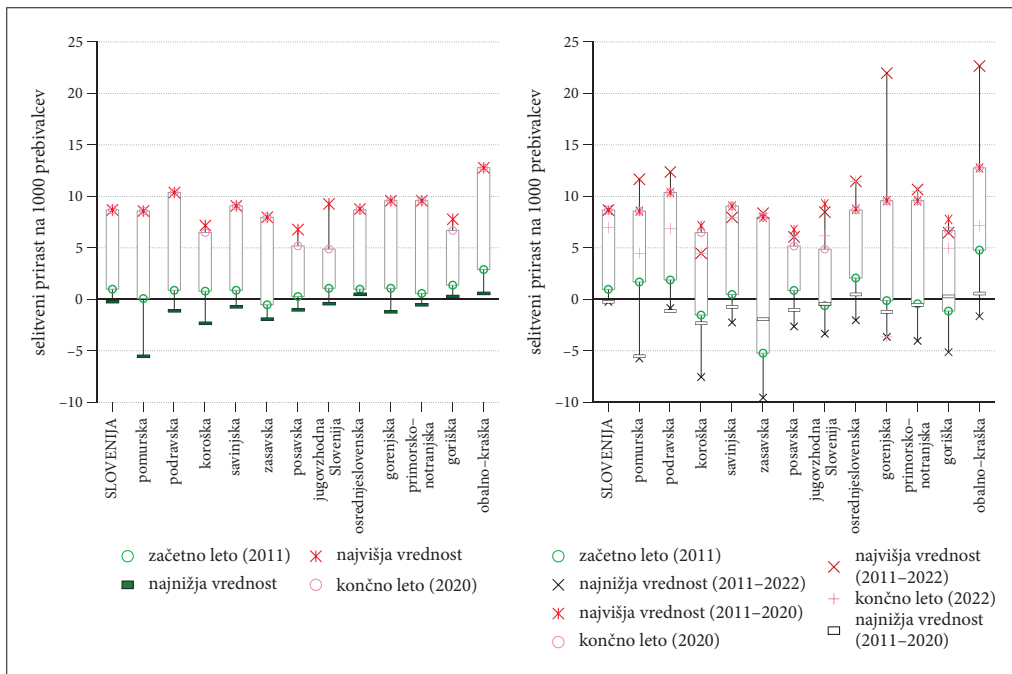 selitveni prirast na 1000 prebivalcev
25
20
15
10
5
0
–5
–10
SLOVENIJA
pomurska
podravska
koroška
savinjska
zasavska
posavska
jugovzhodna
Slovenija
osrednjeslovenska
gorenjska
primorsko–
notranjska
goriška
obalno–kraška
začetno leto (2011)
najnižja vrednost
najvišja vrednost
končno leto (2020)
selitveni prirast na 1000 prebivalcev
25
20
15
10
5
0
–5
–10
SLOVENIJA
pomurska
podravska
koroška
savinjska
zasavska
posavska
jugovzhodna
Slovenija
osrednjeslovenska
gorenjska
primorsko–
notranjska
goriška
obalno–kraška
začetno leto (2011)
najnižja vrednost (2011–2022)
najvišja vrednost (2011–2020)
končno leto (2020)
najvišja vrednost
(2011–2022)
končno leto (2022)
najnižja vrednost
(2011–2020)